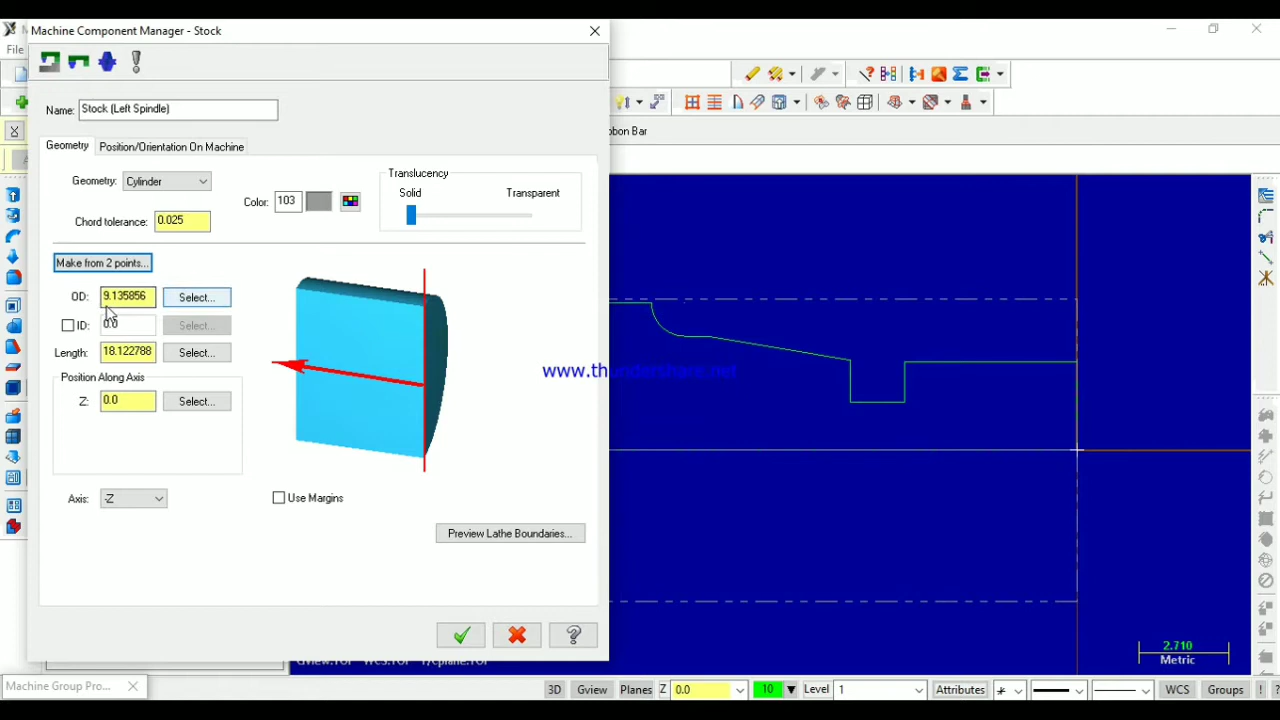 Machine Component Manager - Stock
File
Name: Stock (Left Spindle)
Geometry Position/Orientation On Machine
Geometry: Cylinder
Color: 103
Translucency
Solid Transparent
Chord tolerance: 0.025
Make from 2 points...
OD: 9.135856 Select...
ID: 0.0 Select...
Length: 18.122788 Select...
Position Along Axis
Z: 0.0 Select...
Axis: -Z
Use Margins
Preview Lathe Boundaries...
bon Bar
www.thundershare.net
2.710
Metric
Machine Group Pro...
3D Gview Planes Z 0.0 10 Level 1 Attributes WCS Groups ! ?